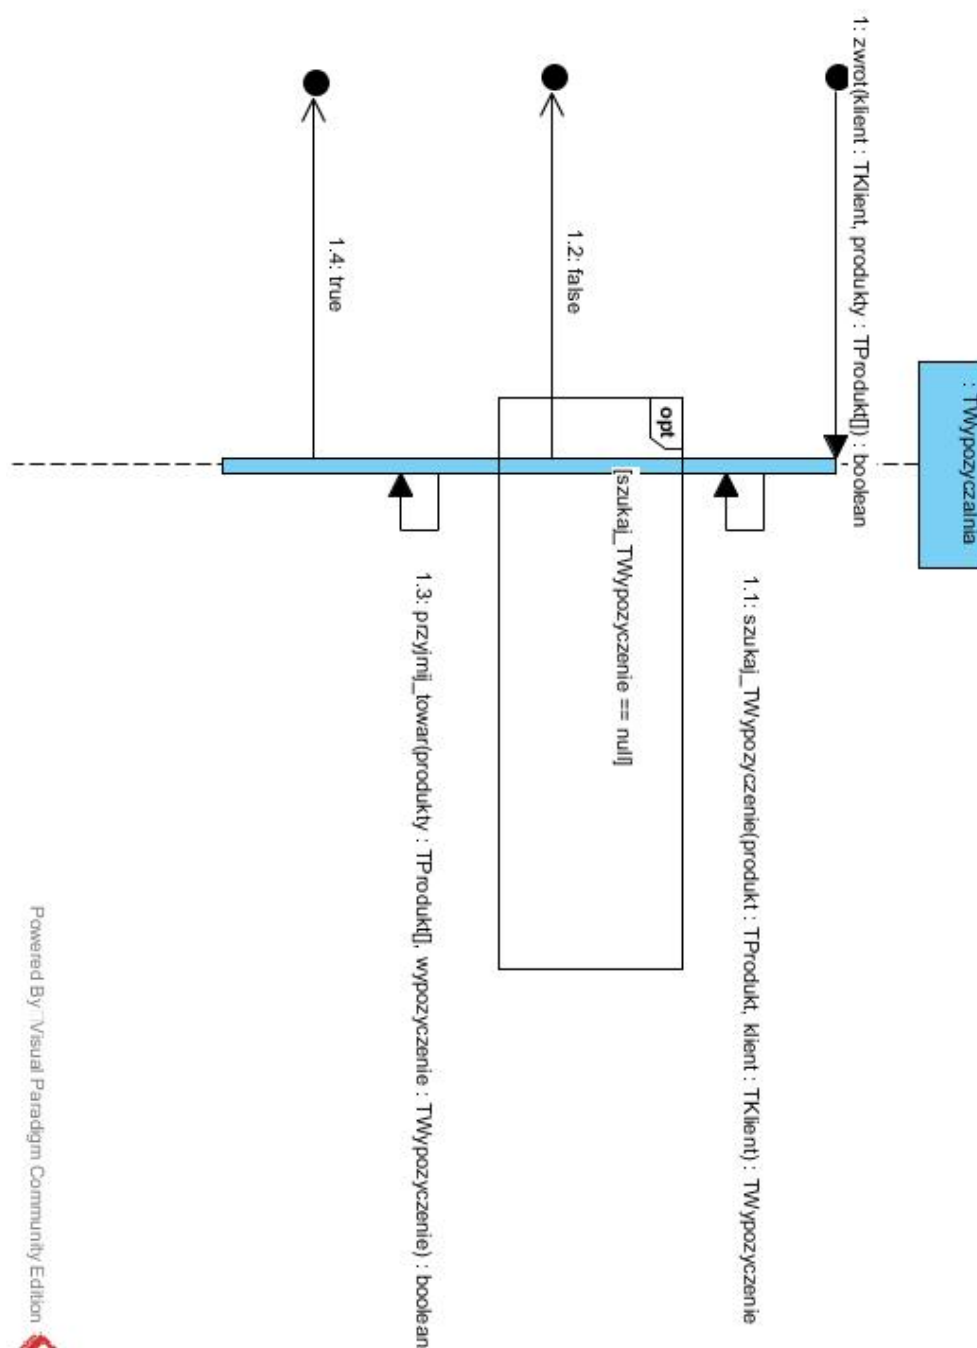 : TWypozyczalnia
1: zwrot(klient : TKlient, produkty : TProdukt[]) : boolean
1.1: szukaj_TWypozyczenie(produkt : TProdukt, klient : TKlient) : TWypozyczenie
opt
[szukaj_TWypozyczenie == null]
1.2: false
1.3: przyjmij_towar(produkty : TProdukt[], wypozyczenie : TWypozyczenie) : boolean
1.4: true
Powered By Visual Paradigm Community Edition